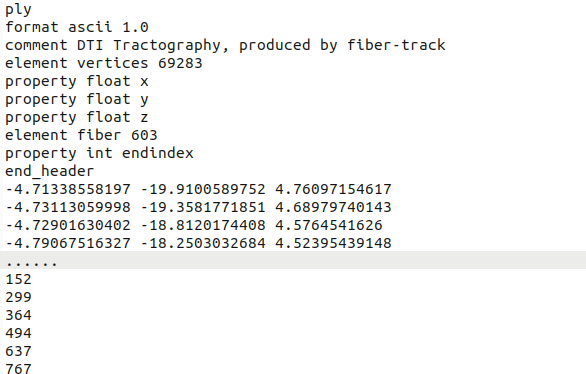 ply
format ascii 1.0
comment DTI Tractography, produced by fiber-track
element vertices 69283
property float x
property float y
property float z
element fiber 603
property int endindex
end_header
-4.71338558197 -19.9100589752 4.76097154617
-4.73113059998 -19.3581771851 4.68979740143
-4.72901630402 -18.8120174408 4.5764541626
-4.79067516327 -18.2503032684 4.52395439148
......
152
299
364
494
637
767